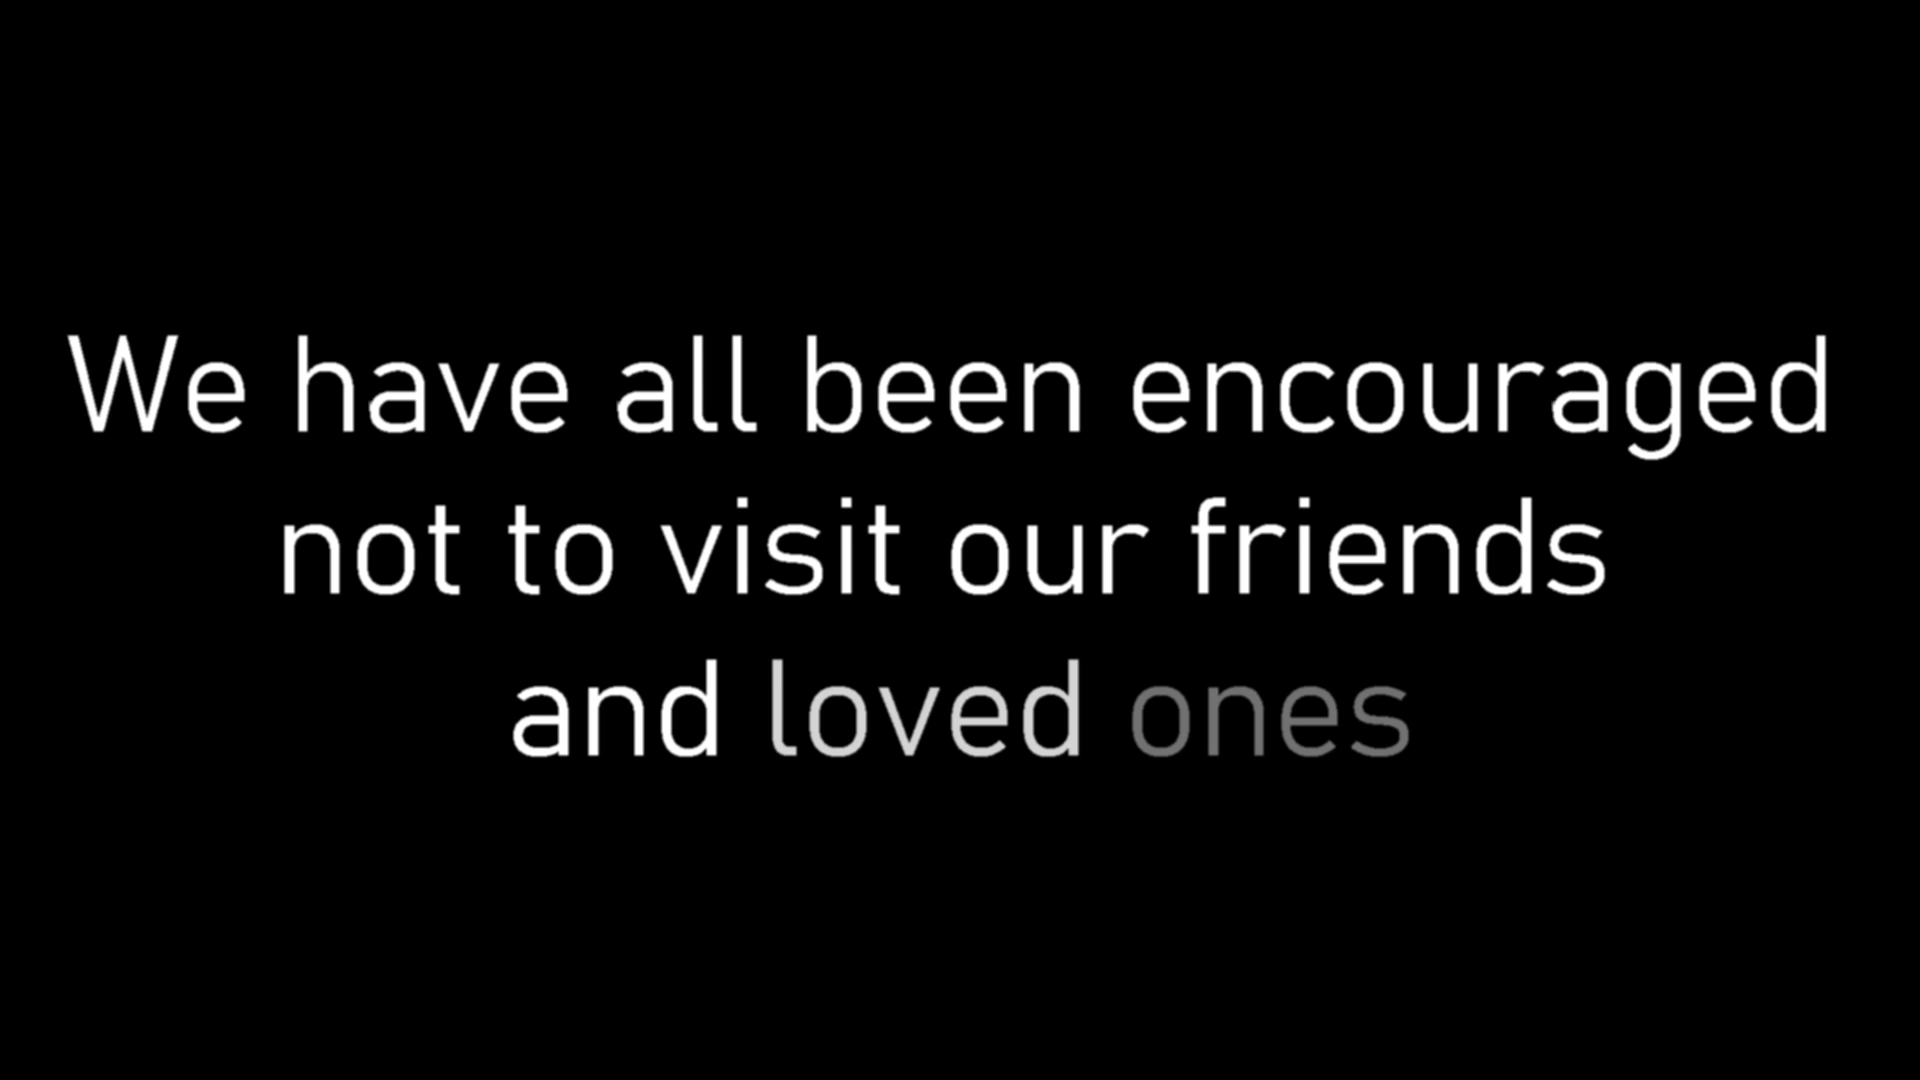 We have all been encouraged
not to visit our friends
and loved ones